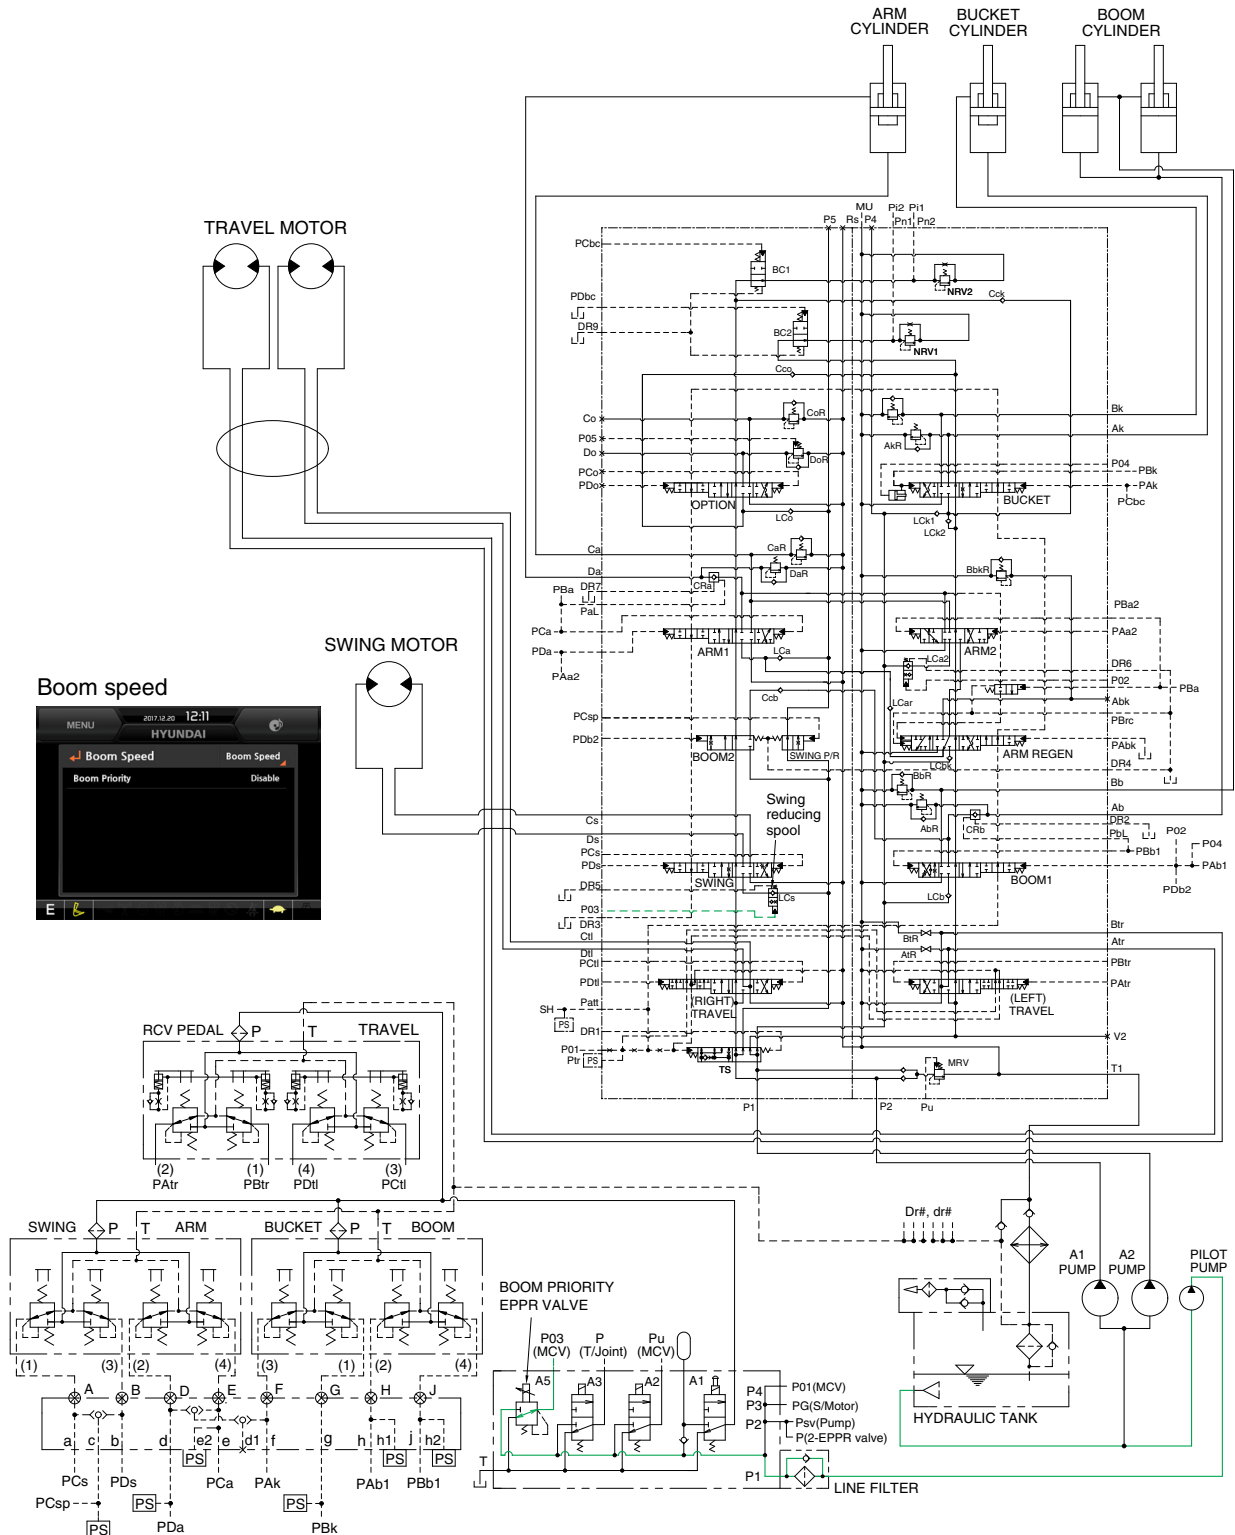 ARM
CYLINDER
BUCKET
CYLINDER
BOOM
CYLINDER
TRAVEL MOTOR
MU
Pi2
Pi1
P5
Rs
P4
Pn1
Pn2
PCbc
BC1
NRV2
Cck
PDbc
DR9
BC2
NRV1
Cco
Co
CoR
Bk
P05
Do
DoR
AkR
Ak
PCo
PDo
P04
PBk
PAk
PCbc
OPTION
BUCKET
LCo
LCk1
LCk2
Ca
CaR
Da
DaR
CRa
BbkR
DR7
PBa
PaL
PBa2
PCa
PDa
PAa2
ARM1
ARM2
PAa2
LCa
LCa2
DR6
P02
PBa
Ccb
LCar
Abk
PCsp
PBrc
PDb2
PAbk
BOOM2
SWING P/R
LCbk
ARM REGEN
DR4
SWING MOTOR
Boom speed
MENU
2017.12.20
12:11
HYUNDAI
Boom Speed
Boom Speed
Boom Priority
Disable
E
BbR
Bb
Swing
reducing
spool
AbR
CRb
Ab
DR2
PbL
Cs
Ds
PCs
PDs
PBb1
P02
P04
PAb1
PDb2
SWING
BOOM1
DR5
LCs
LCb
P03
DR3
Ctl
BtR
Btr
Dtl
AtR
Atr
PCtl
PBtr
PDtl
PAtr
(RIGHT)
TRAVEL
(LEFT)
TRAVEL
Patt
SH
PS
DR1
P01
Ptr
PS
TS
V2
MRV
T1
P1
P2
Pu
RCV PEDAL
P
T
TRAVEL
(2)
PAtr
(1)
PBtr
(4)
PDtl
(3)
PCtl
SWING
P
T
ARM
BUCKET
P
T
BOOM
(1)
(3)
(2)
(4)
(3)
(1)
(2)
(4)
A
B
D
E
F
G
H
J
a
c
b
d
e2
e
d1
f
g
h
h1
j
h2
PS
PS
PS
PCs
PDs
PCa
PAk
PAb1
PBb1
PCsp
PS
PS
PDa
PS
PBk
BOOM PRIORITY
EPPR VALVE
P03
(MCV)
P
(T/Joint)
Pu
(MCV)
A5
A3
A2
A1
P4
P3
P2
P01(MCV)
PG(S/Motor)
Psv(Pump)
P(2-EPPR valve)
T
P1
LINE FILTER
Dr#, dr#
A1
PUMP
A2
PUMP
PILOT
PUMP
HYDRAULIC TANK